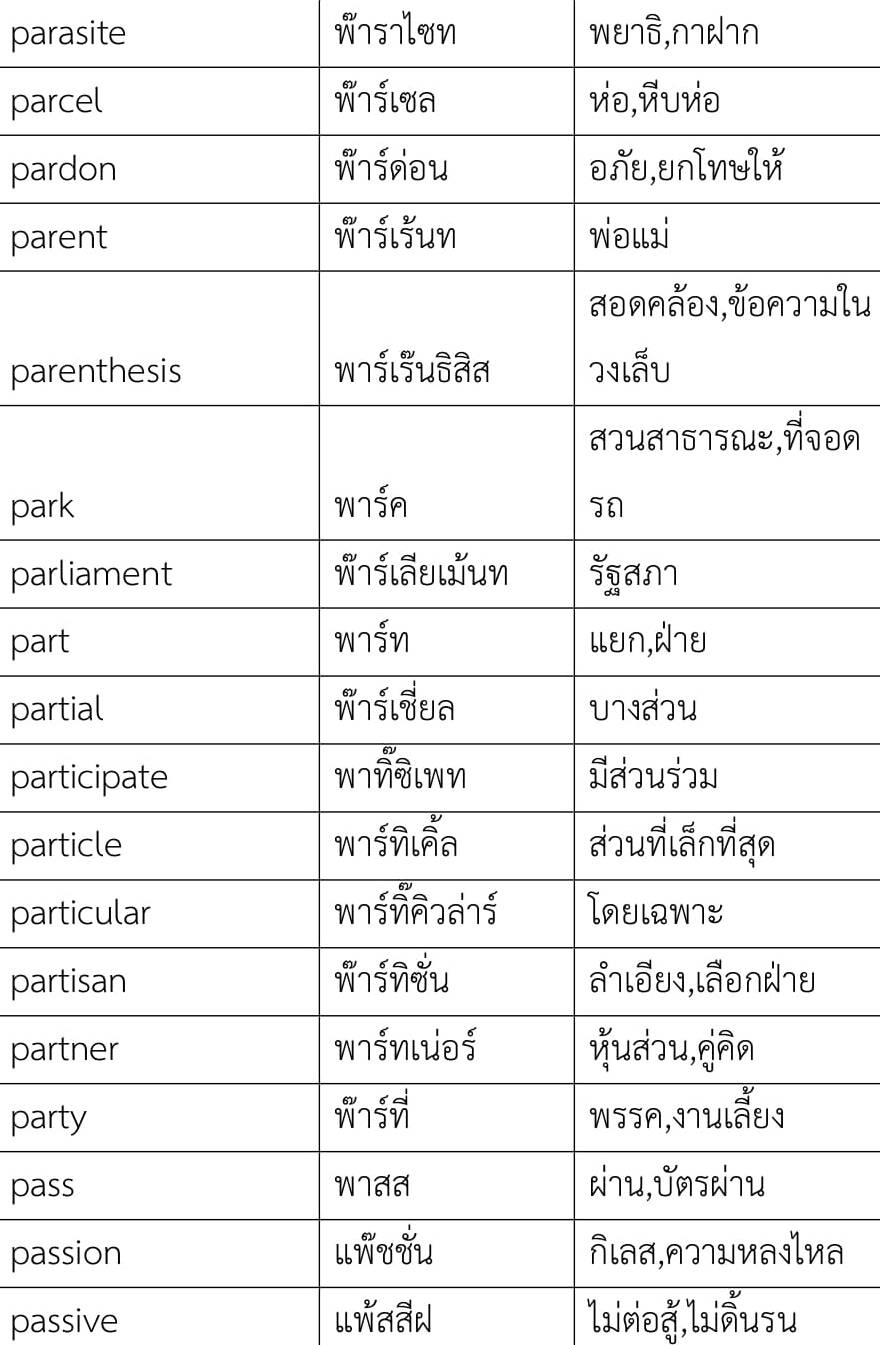 parasite พ๊าราไซท พยาธิ,กาฝาก
parcel พ๊าร์เซล ห่อ,หีบห่อ
pardon พ๊าร์ด่อน อภัย,ยกโทษให้
parent พ๊าร์เร้นท พ่อแม่
สอดคล้อง,ข้อความใน
parenthesis พาร์เร๊นธิสิส วงเล็บ
สวนสาธารณะ,ที่จอด
park พาร์ค รถ
parliament พ๊าร์เลียเม้นท รัฐสภา
part พาร์ท แยก,ฝ่าย
partial พ๊าร์เชี่ยล บางส่วน
participate พาทิ๊ซิเพท มีส่วนร่วม
particle พาร์ทิเคิ้ล ส่วนที่เล็กที่สุด
particular พาร์ทิ๊คิวล่าร์ โดยเฉพาะ
partisan พ๊าร์ทิซั่น ลำเอียง,เลือกฝ่าย
partner พาร์ทเน่อร์ หุ้นส่วน,คู่คิด
party พ๊าร์ที่ พรรค,งานเลี้ยง
pass พาสส ผ่าน,บัตรผ่าน
passion แพ๊ชชั่น กิเลส,ความหลงไหล
passive แพ้สสีฝ ไม่ต่อสู้,ไม่ดิ้นรน